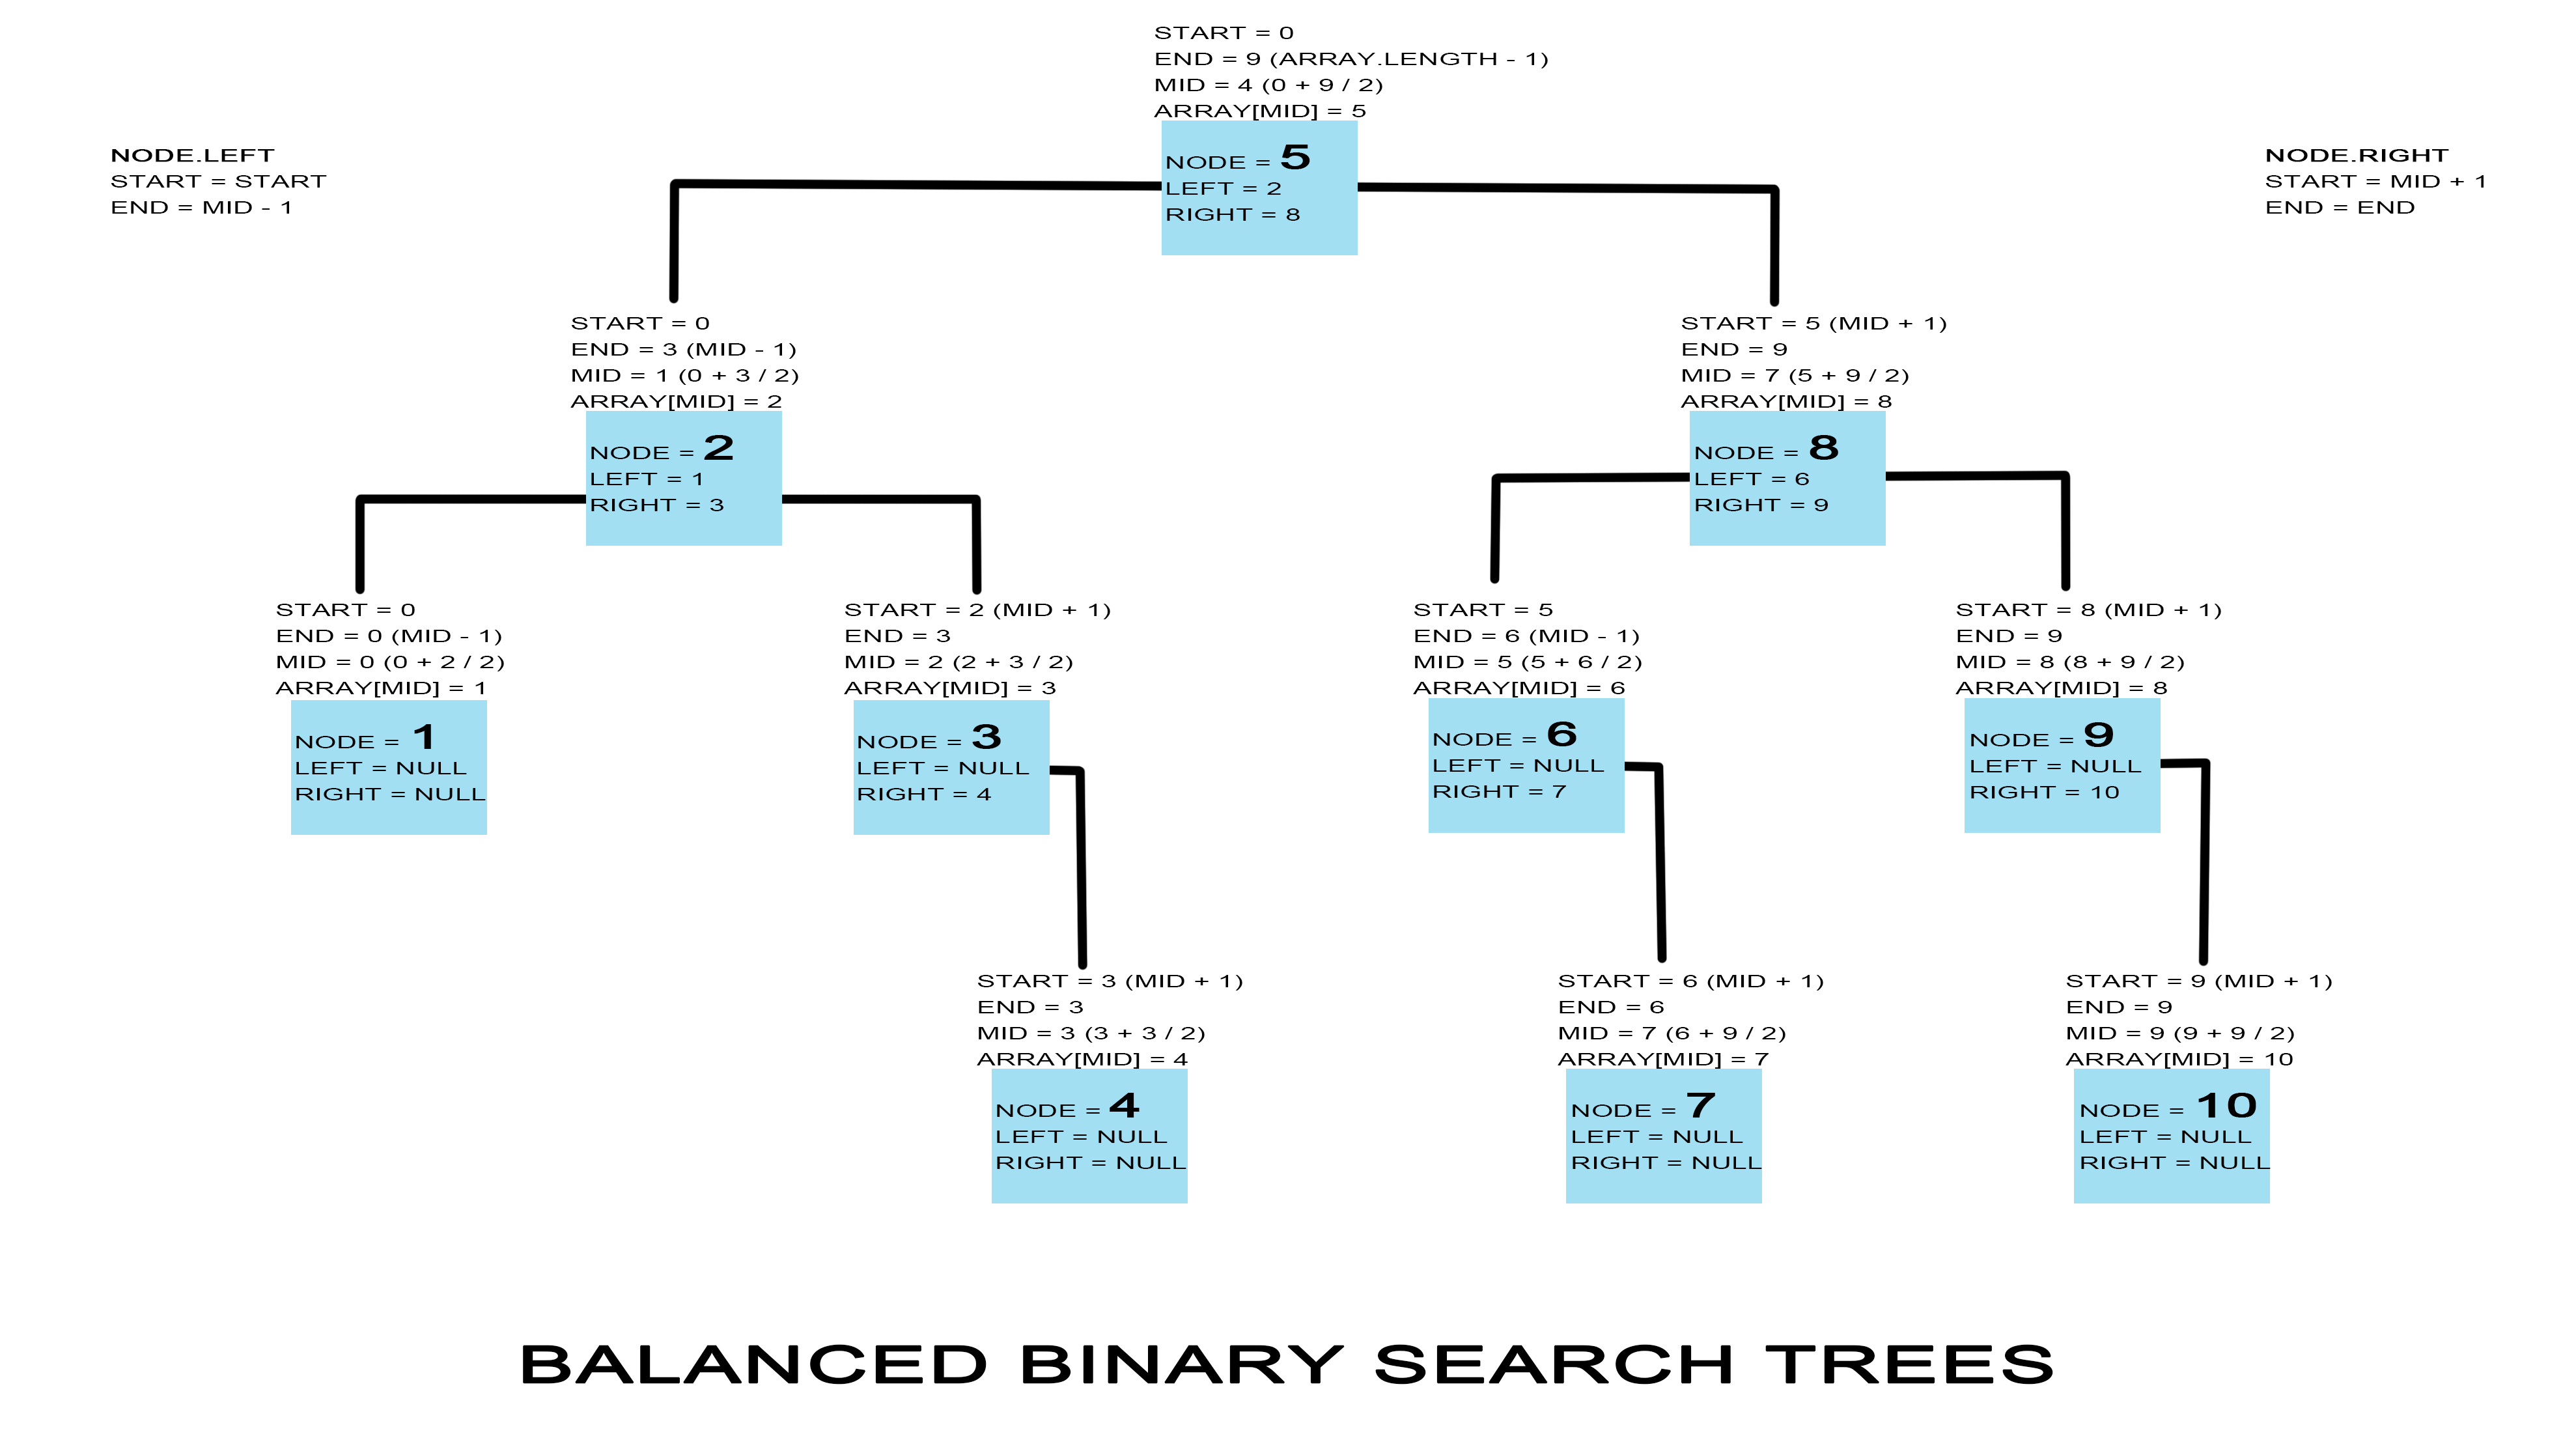 START = 0
END = 9 (ARRAY.LENGTH - 1)
MID = 4 (0 + 9 / 2)
ARRAY[MID] = 5
NODE = 5
LEFT = 2
RIGHT = 8
NODE.LEFT
START = START
END = MID - 1
NODE.RIGHT
START = MID + 1
END = END
START = 0
END = 3 (MID - 1)
MID = 1 (0 + 3 / 2)
ARRAY[MID] = 2
NODE = 2
LEFT = 1
RIGHT = 3
START = 5 (MID + 1)
END = 9
MID = 7 (5 + 9 / 2)
ARRAY[MID] = 8
NODE = 8
LEFT = 6
RIGHT = 9
START = 0
END = 0 (MID - 1)
MID = 0 (0 + 2 / 2)
ARRAY[MID] = 1
NODE = 1
LEFT = NULL
RIGHT = NULL
START = 2 (MID + 1)
END = 3
MID = 2 (2 + 3 / 2)
ARRAY[MID] = 3
NODE = 3
LEFT = NULL
RIGHT = 4
START = 5
END = 6 (MID - 1)
MID = 5 (5 + 6 / 2)
ARRAY[MID] = 6
NODE = 6
LEFT = NULL
RIGHT = 7
START = 8 (MID + 1)
END = 9
MID = 8 (8 + 9 / 2)
ARRAY[MID] = 8
NODE = 9
LEFT = NULL
RIGHT = 10
START = 3 (MID + 1)
END = 3
MID = 3 (3 + 3 / 2)
ARRAY[MID] = 4
NODE = 4
LEFT = NULL
RIGHT = NULL
START = 6 (MID + 1)
END = 6
MID = 7 (6 + 9 / 2)
ARRAY[MID] = 7
NODE = 7
LEFT = NULL
RIGHT = NULL
START = 9 (MID + 1)
END = 9
MID = 9 (9 + 9 / 2)
ARRAY[MID] = 10
NODE = 10
LEFT = NULL
RIGHT = NULL
BALANCED BINARY SEARCH TREES